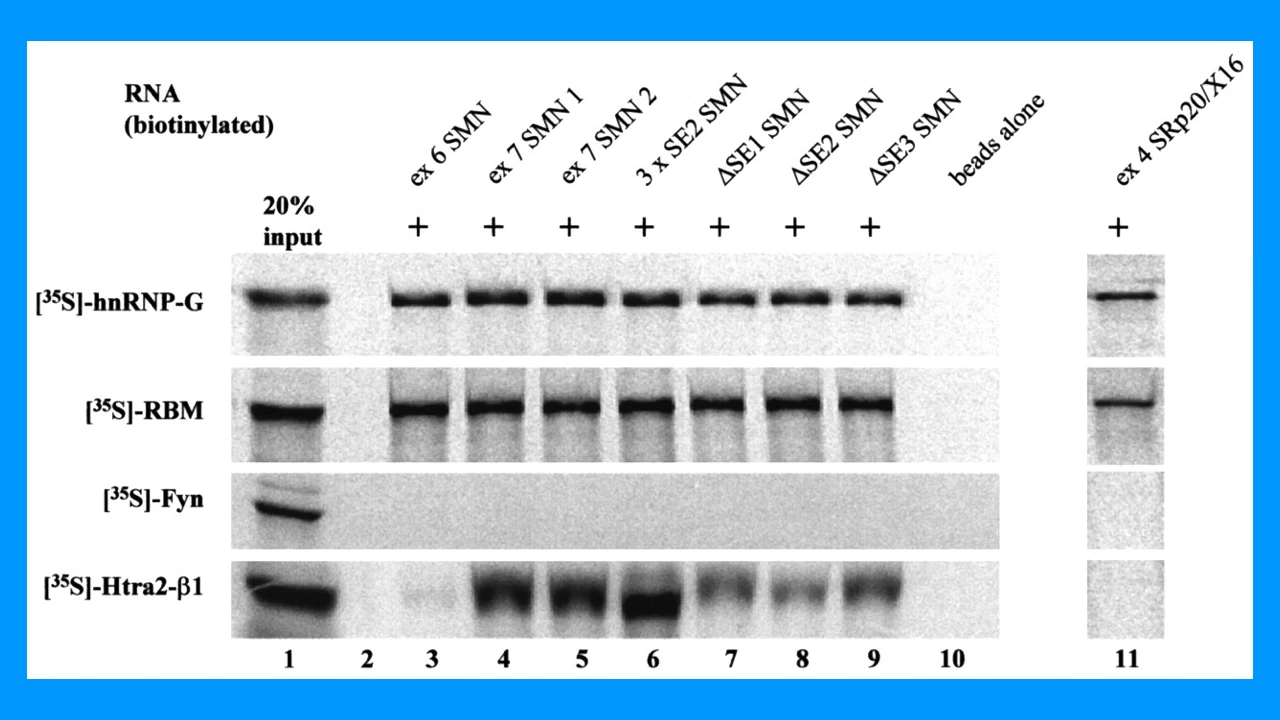 RNA
(biotinylated)
ex 6 SMN
ex 7 SMN 1
ex 7 SMN 2
3 x SE2 SMN
ΔSE1 SMN
ΔSE2 SMN
ΔSE3 SMN
beads alone
ex 4 SRp20/X16
20%
input
+ + + + + + + +
[³⁵S]-hnRNP-G
[³⁵S]-RBM
[³⁵S]-Fyn
[³⁵S]-Htra2-β1
1 2 3 4 5 6 7 8 9 10 11